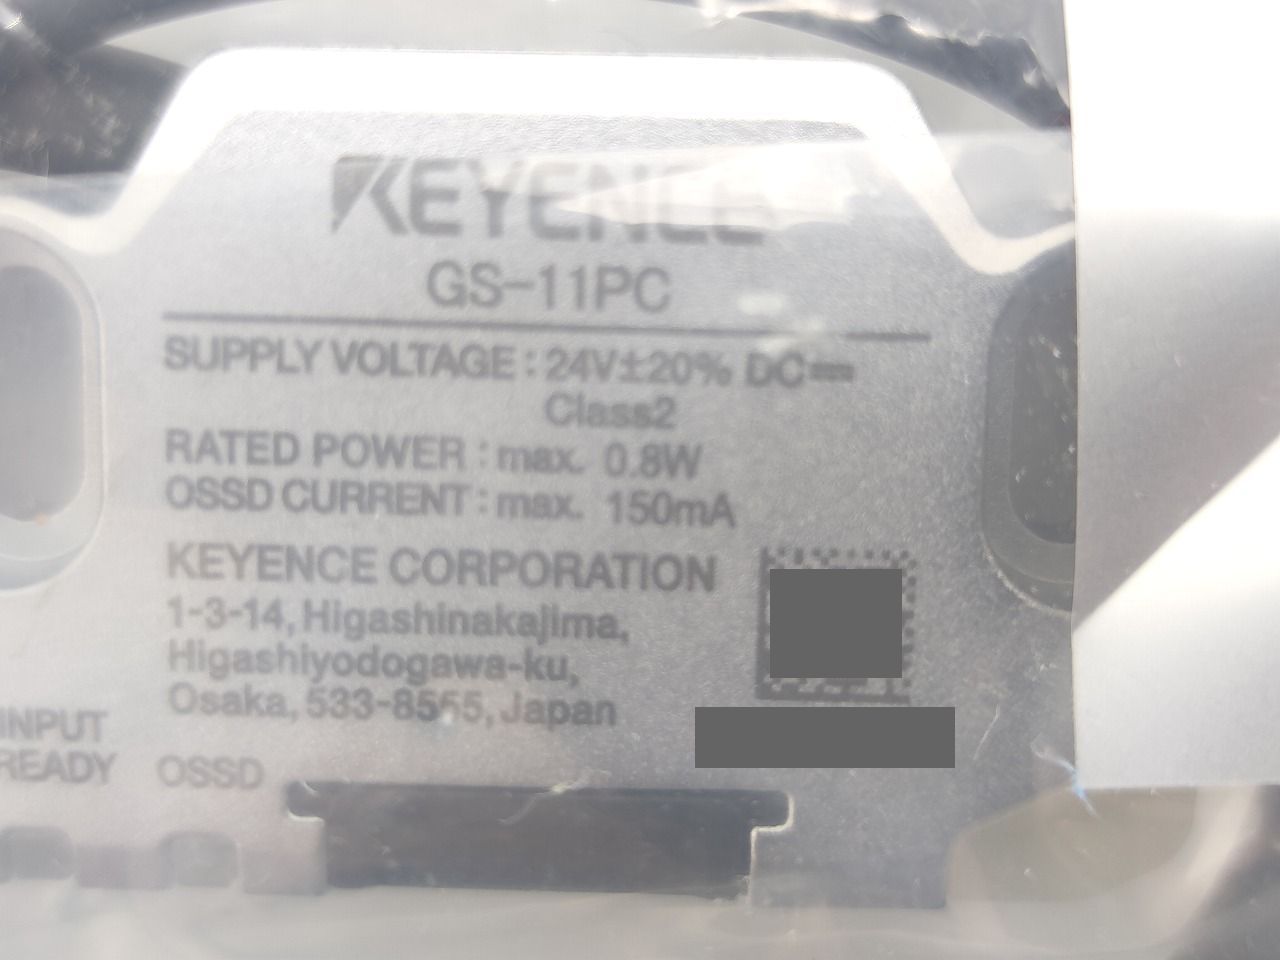 KEYENCE
GS-11PC
SUPPLY VOLTAGE : 24V±20% DC⎓
Class2
RATED POWER : max. 0.8W
OSSD CURRENT : max. 150mA
KEYENCE CORPORATION
1-3-14, Higashinakajima,
Higashiyodogawa-ku,
Osaka, 533-8555, Japan
INPUT
READY OSSD